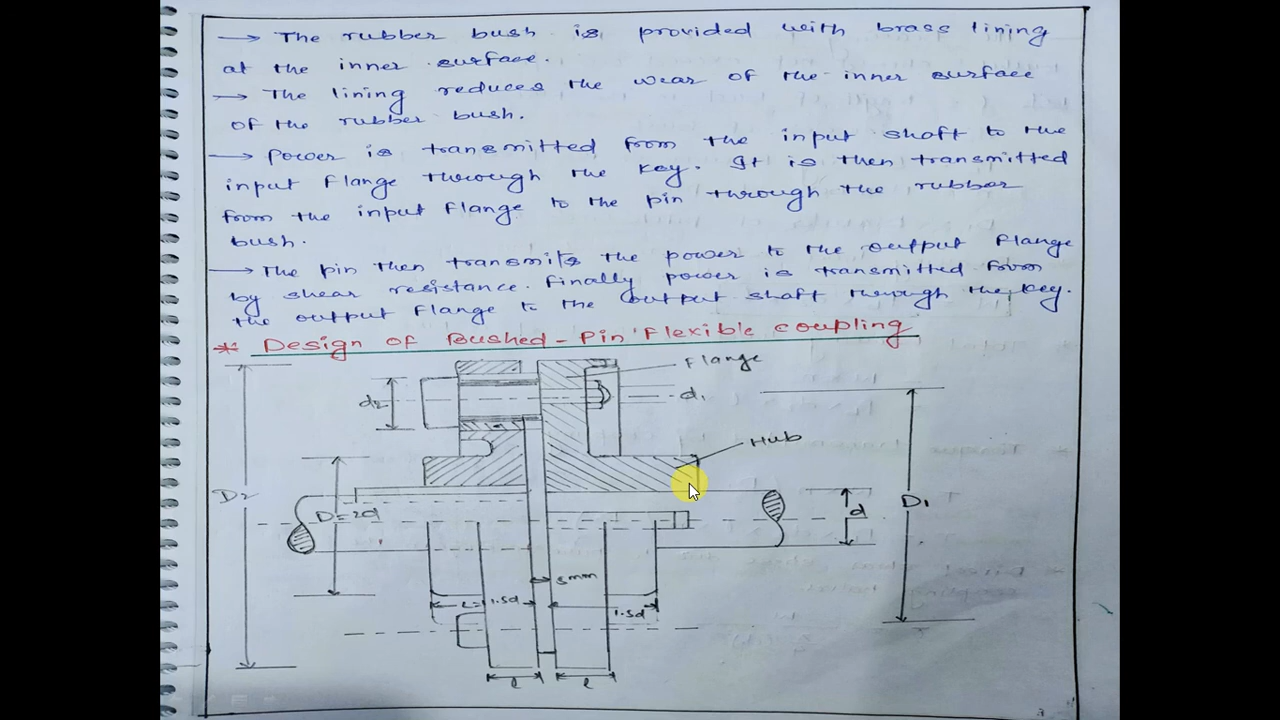 → The rubber bush is provided with brass lining
at the inner surface.
→ The lining reduces the wear of the inner surface
of the rubber bush.
→ Power is transmitted from the input shaft to the
input flange through the key. It is then transmitted
from the input flange to the pin through the rubber
bush.
→ The pin then transmits the power to the output flange
by shear resistance. Finally power is transmitted from
the output flange to the output shaft through the key.
* Design of Bushed-Pin Flexible coupling
Flange
d2
d1
Hub
D2
D=2d
d
D1
5mm
L=1.5d
1.5d
l
l